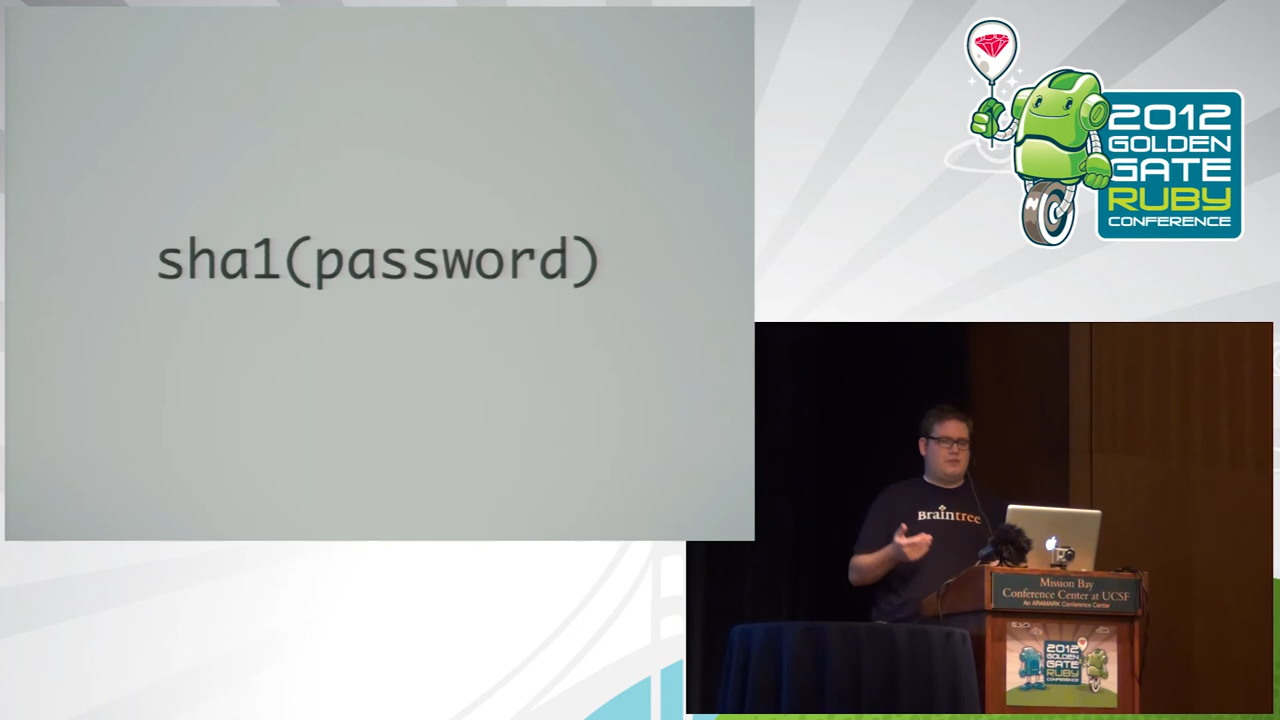 sha1(password)
2012
GOLDEN
GATE
RUBY
CONFERENCE
Braintree
Mission Bay
Conference Center at UCSF
An ARAMARK Conference Center
2012
GOLDEN
GATE
RUBY
CONFERENCE